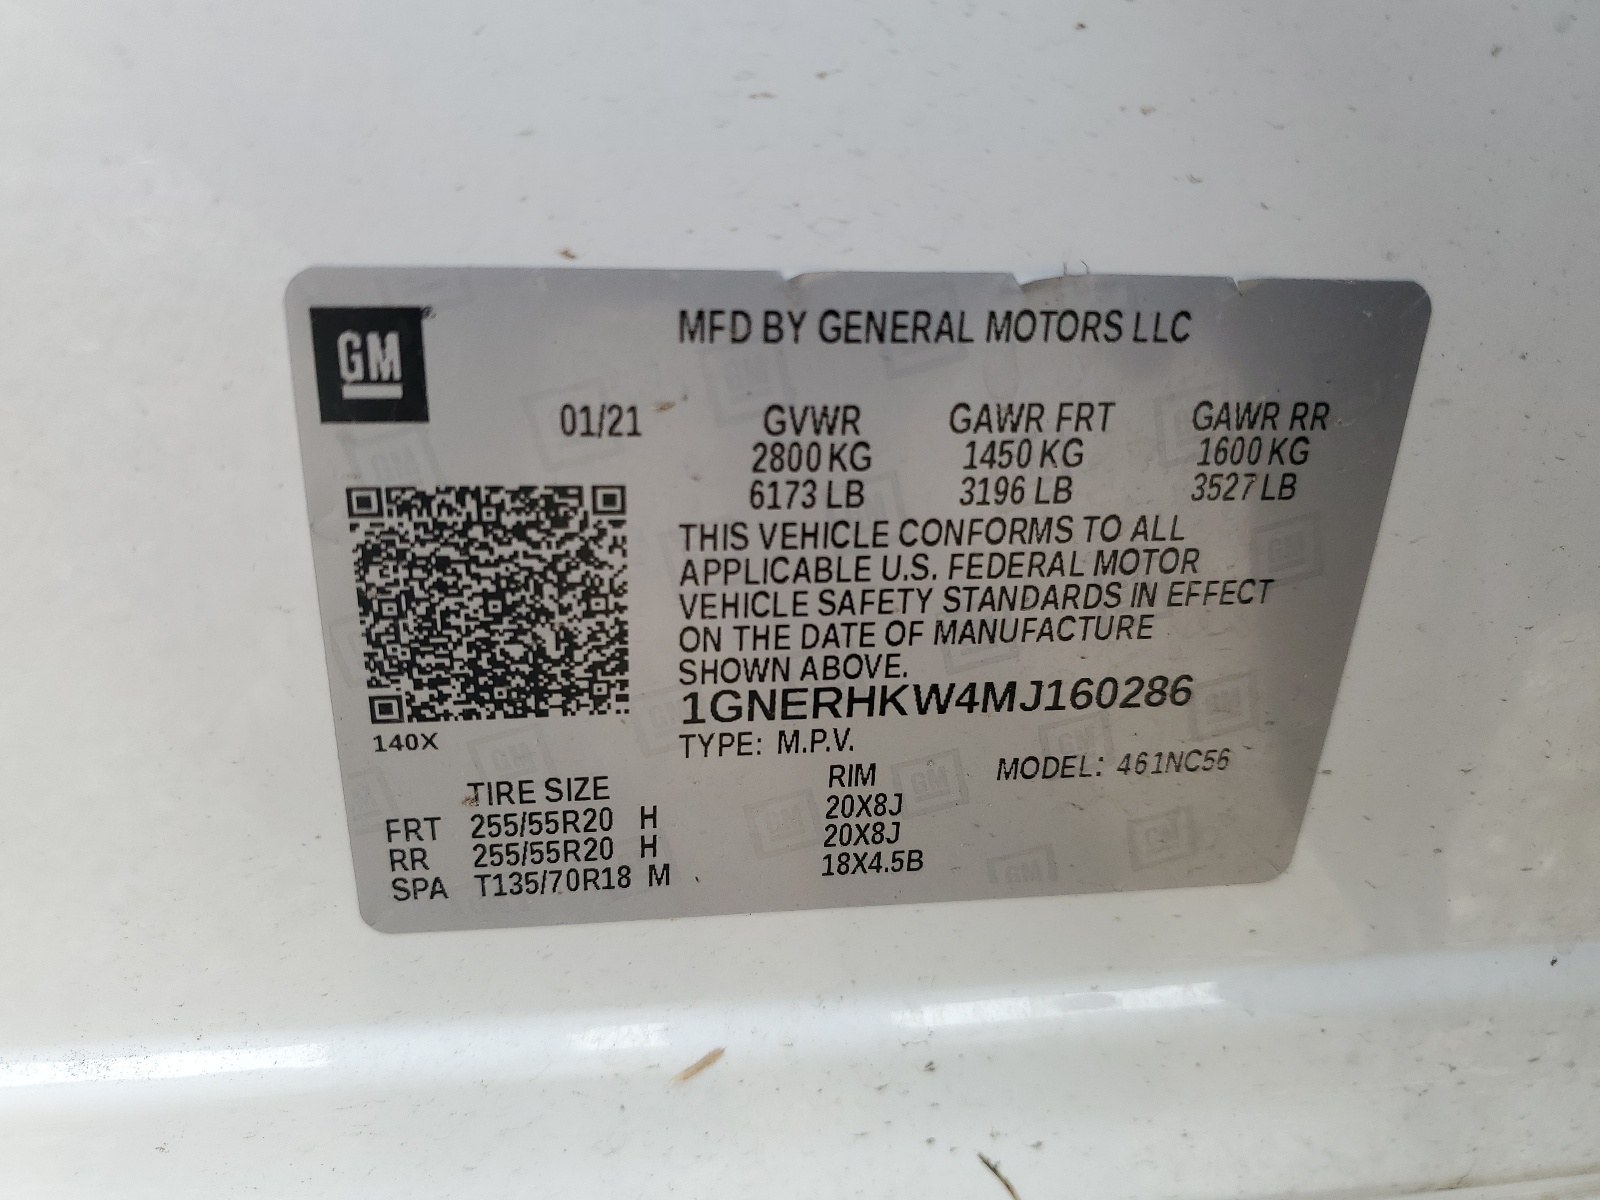 GM
MFD BY GENERAL MOTORS LLC
01/21 GVWR GAWR FRT GAWR RR
2800 KG 1450 KG 1600 KG
6173 LB 3196 LB 3527 LB
THIS VEHICLE CONFORMS TO ALL
APPLICABLE U.S. FEDERAL MOTOR
VEHICLE SAFETY STANDARDS IN EFFECT
ON THE DATE OF MANUFACTURE
SHOWN ABOVE.
1GNERHKW4MJ160286
140X
TYPE: M.P.V. MODEL: 461NC56
TIRE SIZE RIM
FRT 255/55R20 H 20X8J
RR 255/55R20 H 20X8J
SPA T135/70R18 M 18X4.5B